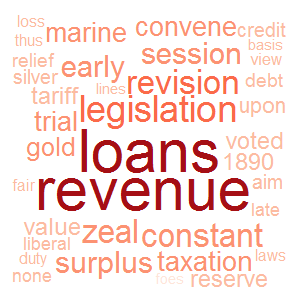 loss
marine
convene
credit
thus
basis
relief
early
session
view
silver
lines
revision
debt
tariff
legislation
upon
trial
voted
gold
loans
1890
fair
revenue
aim
late
value
zeal
constant
liberal
laws
duty
surplus
taxation
none
foes
reserve